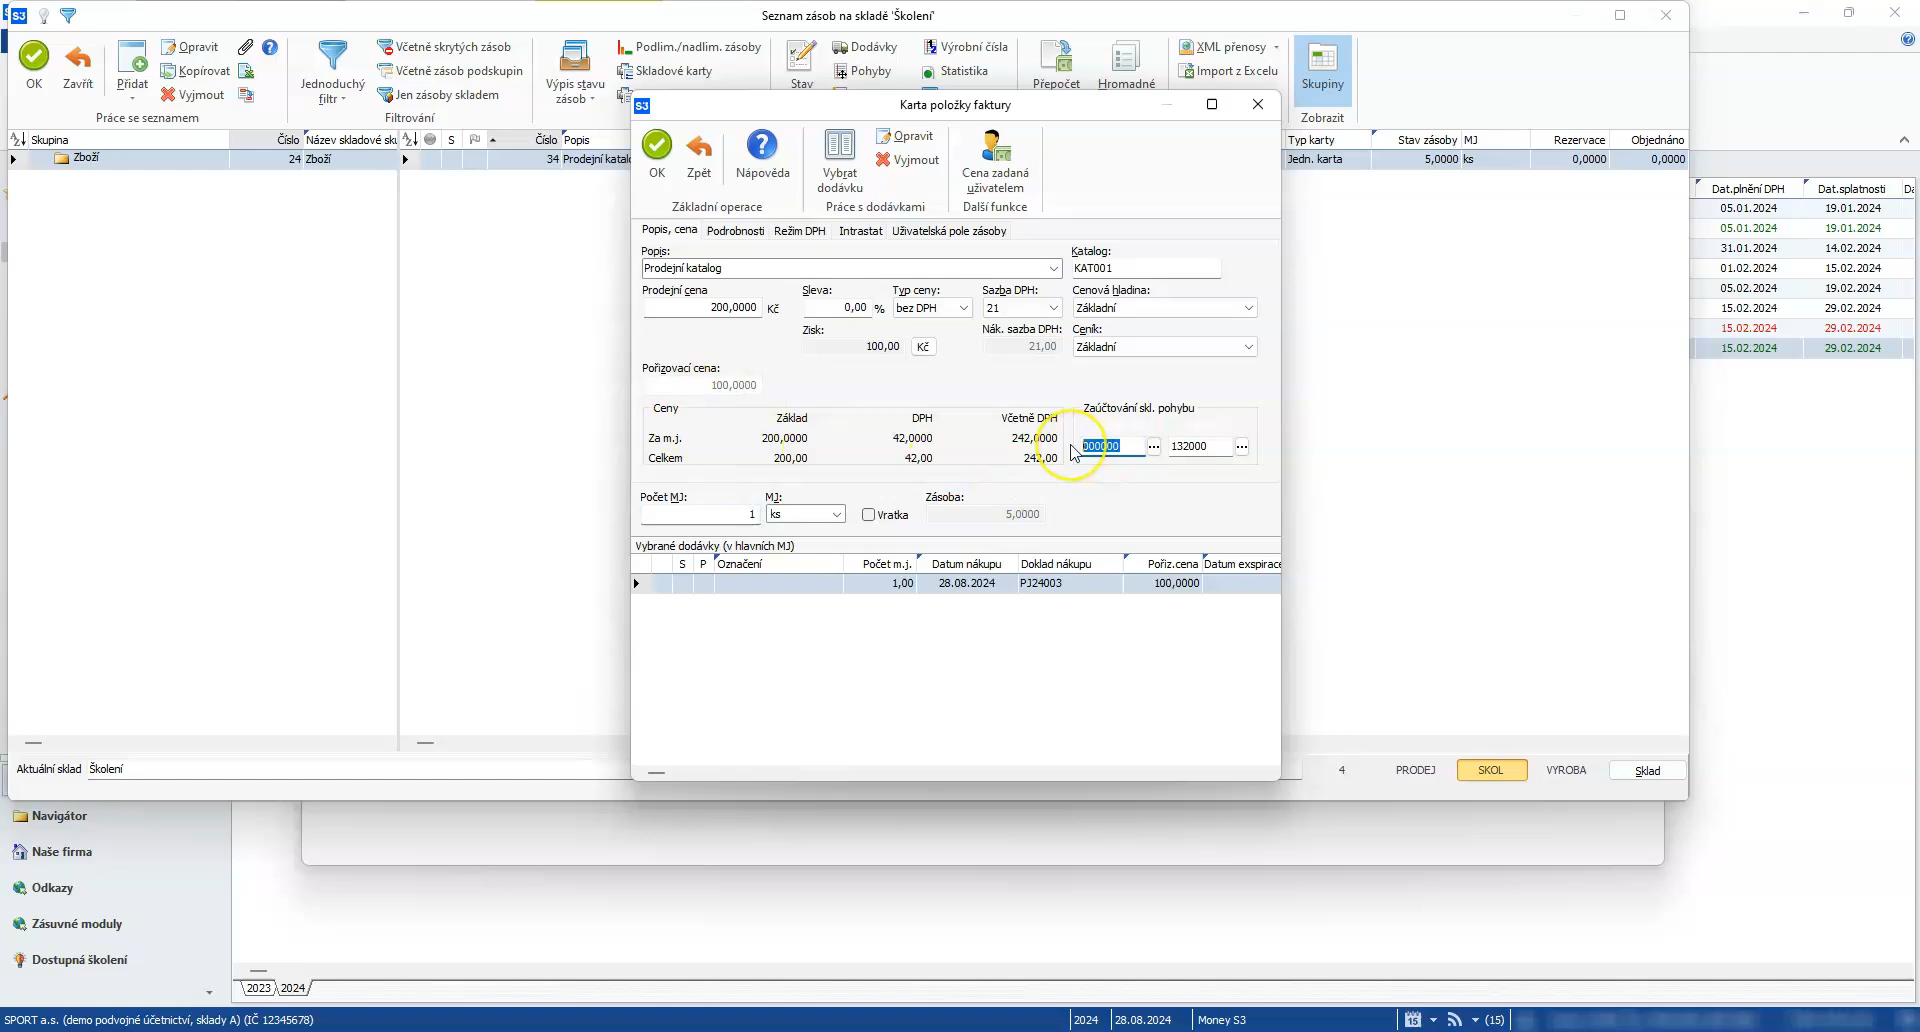 Seznam zásob na skladě 'Školení'
OK
Zavřít
Přidat
Opravit
Kopírovat
Vyjmout
Práce se seznamem
Jednoduchý
filtr
Včetně skrytých zásob
Včetně zásob podskupin
Jen zásoby skladem
Filtrování
Výpis stavu
zásob
Podlim./nadlim. zásoby
Skladové karty
Stav
Dodávky
Pohyby
Výrobní čísla
Statistika
Přepočet
Hromadné
XML přenosy
Import z Excelu
Skupiny
Zobrazit
Skupina
Číslo
Název skladové sku
Zboží
24
Zboží
S
Číslo
Popis
34
Prodejní katalo
Typ karty
Stav zásoby
MJ
Rezervace
Objednáno
Jedn. karta
5,0000
ks
0,0000
0,0000
Karta položky faktury
OK
Zpět
Nápověda
Základní operace
Vybrat
dodávku
Opravit
Vyjmout
Práce s dodávkami
Cena zadaná
uživatelem
Další funkce
Popis, cena
Podrobnosti
Režim DPH
Intrastat
Uživatelská pole zásoby
Popis:
Katalog:
Prodejní katalog
KAT001
Prodejní cena
Sleva:
Typ ceny:
Sazba DPH:
Cenová hladina:
200,0000 Kč
0,00 %
bez DPH
21
Základní
Zisk:
Nák. sazba DPH:
Ceník:
100,00 Kč
21,00
Základní
Pořizovací cena:
100,0000
Ceny
Základ
DPH
Včetně DPH
Za m.j.
200,0000
42,0000
242,0000
Celkem
200,00
42,00
242,00
Zaúčtování skl. pohybu
000000
132000
Počet MJ:
MJ:
Zásoba:
1
ks
Vratka
5,0000
Vybrané dodávky (v hlavních MJ)
S
P
Označení
Počet m.j.
Datum nákupu
Doklad nákupu
Pořiz.cena
Datum exspirace
1,00
28.08.2024
PJ24003
100,0000
Dat.plnění DPH
Dat.splatnosti
05.01.2024
19.01.2024
05.01.2024
19.01.2024
31.01.2024
14.02.2024
01.02.2024
15.02.2024
05.02.2024
19.02.2024
15.02.2024
29.02.2024
15.02.2024
29.02.2024
15.02.2024
29.02.2024
Aktuální sklad
Školení
4
PRODEJ
SKOL
VYROBA
Sklad
Navigátor
Naše firma
Odkazy
Zásuvné moduly
Dostupná školení
2023
2024
SPORT a.s. (demo podvojné účetnictví, sklady A) (IČ 12345678)
2024
28.08.2024
Money S3
15
(15)